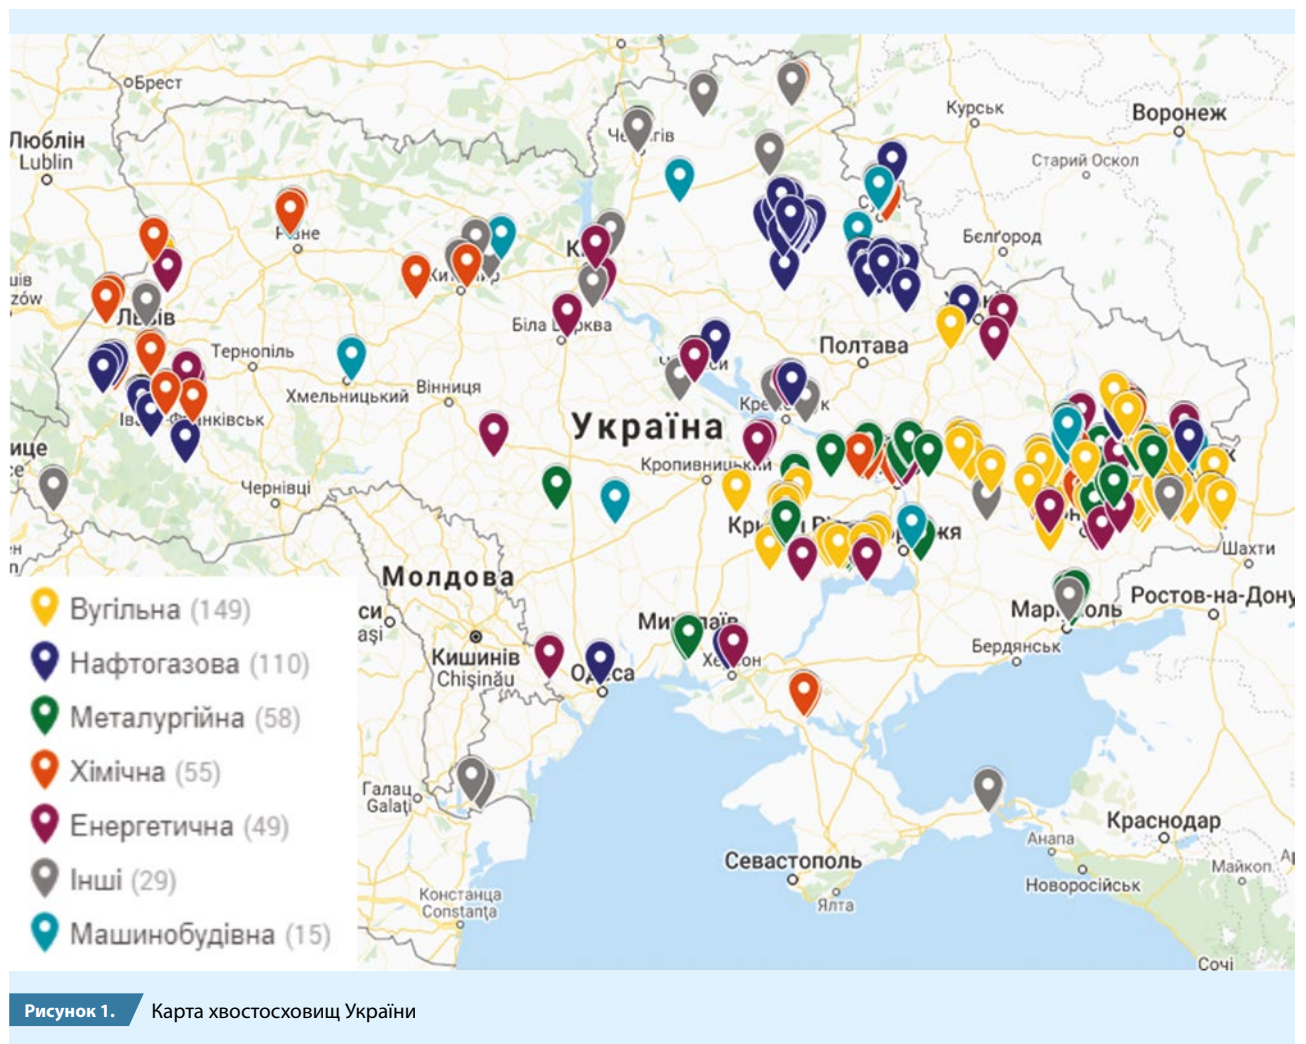 Брест
Курськ
Воронеж
Люблін
Lublin
Старий Оскол
Рівне
Бєлгород
Львів
Біла Церква
Полтава
Тернопіль
Хмельницький
Вінниця
Україна
Кропивницький
Чернівці
Шахти
Молдова
Маріуполь
Ростов-на-Дону
Бердянськ
Кишинів
Chișinău
Одеса
Миколаїв
Херсон
Галац
Galați
Севастополь
Ялта
Краснодар
Анапа
Майкоп
Новоросійськ
Констанца
Constanța
Сочі
Вугільна (149)
Нафтогазова (110)
Металургійна (58)
Хімічна (55)
Енергетична (49)
Інші (29)
Машинобудівна (15)
Рисунок 1. Карта хвостосховищ України